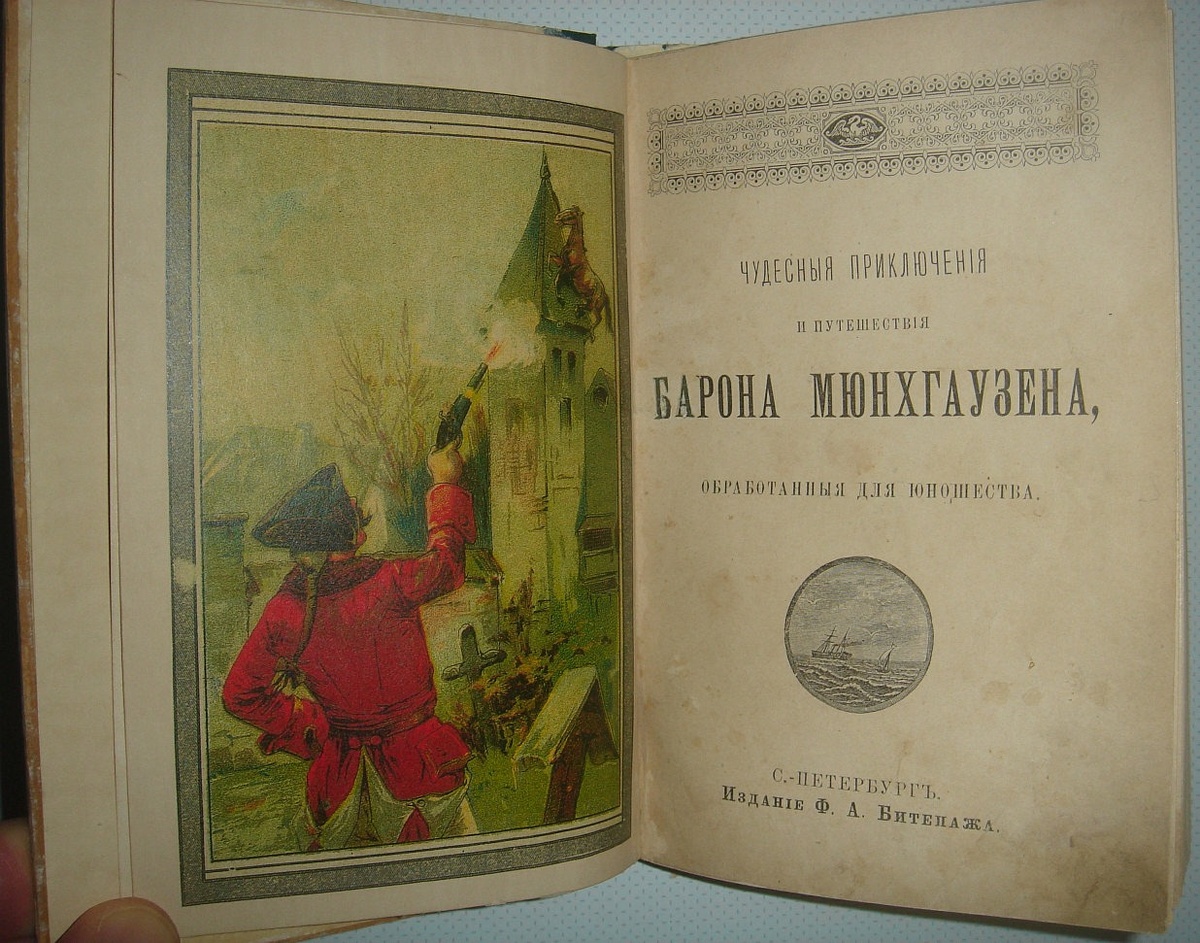 ЧУДЕСНЫЯ ПРИКЛЮЧЕНІЯ
И ПУТЕШЕСТВІЯ
БАРОНА МЮНХГАУЗЕНА,
ОБРАБОТАННЫЯ ДЛЯ ЮНОШЕСТВА.
С.-ПЕТЕРБУРГЪ.
Изданіе Ф. А. Битепажа.